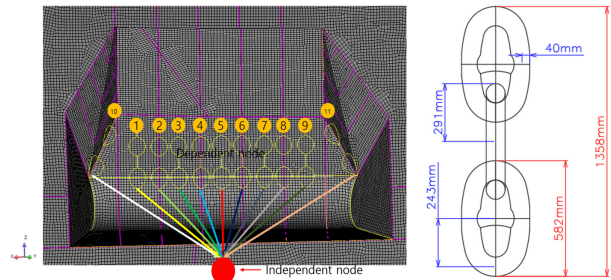 10
11
1
2
3
4
5
6
7
8
9
Dependent node
Independent node
Z
X
Y
40mm
291mm
243mm
582mm
1358mm